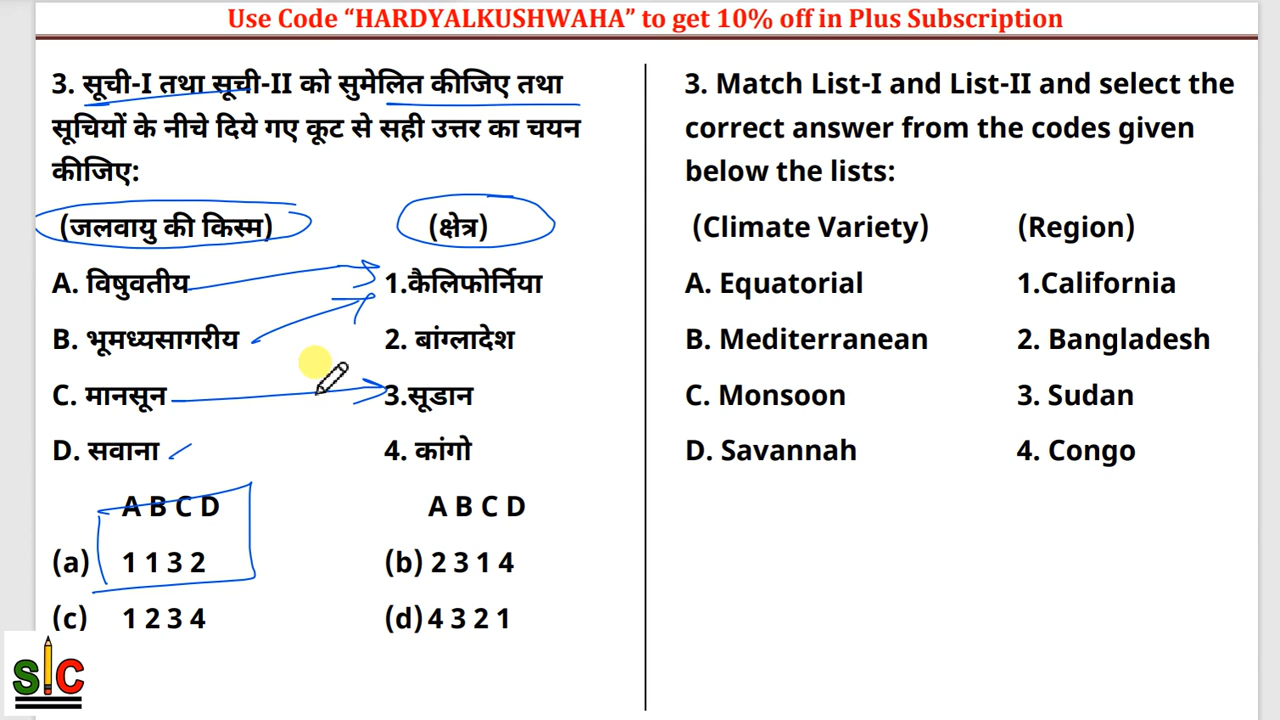 Use Code “HARDYALKUSHWAHA” to get 10% off in Plus Subscription
3. सूची-I तथा सूची-II को सुमेलित कीजिए तथा
सूचियों के नीचे दिये गए कूट से सही उत्तर का चयन
कीजिए:
(जलवायु की किस्म) (क्षेत्र)
A. विषुवतीय 1.कैलिफोर्निया
B. भूमध्यसागरीय 2. बांग्लादेश
C. मानसून 3.सूडान
D. सवाना 4. कांगो
A B C D A B C D
(a) 1 1 3 2 (b) 2 3 1 4
(c) 1 2 3 4 (d) 4 3 2 1
3. Match List-I and List-II and select the
correct answer from the codes given
below the lists:
(Climate Variety) (Region)
A. Equatorial 1.California
B. Mediterranean 2. Bangladesh
C. Monsoon 3. Sudan
D. Savannah 4. Congo
SIC